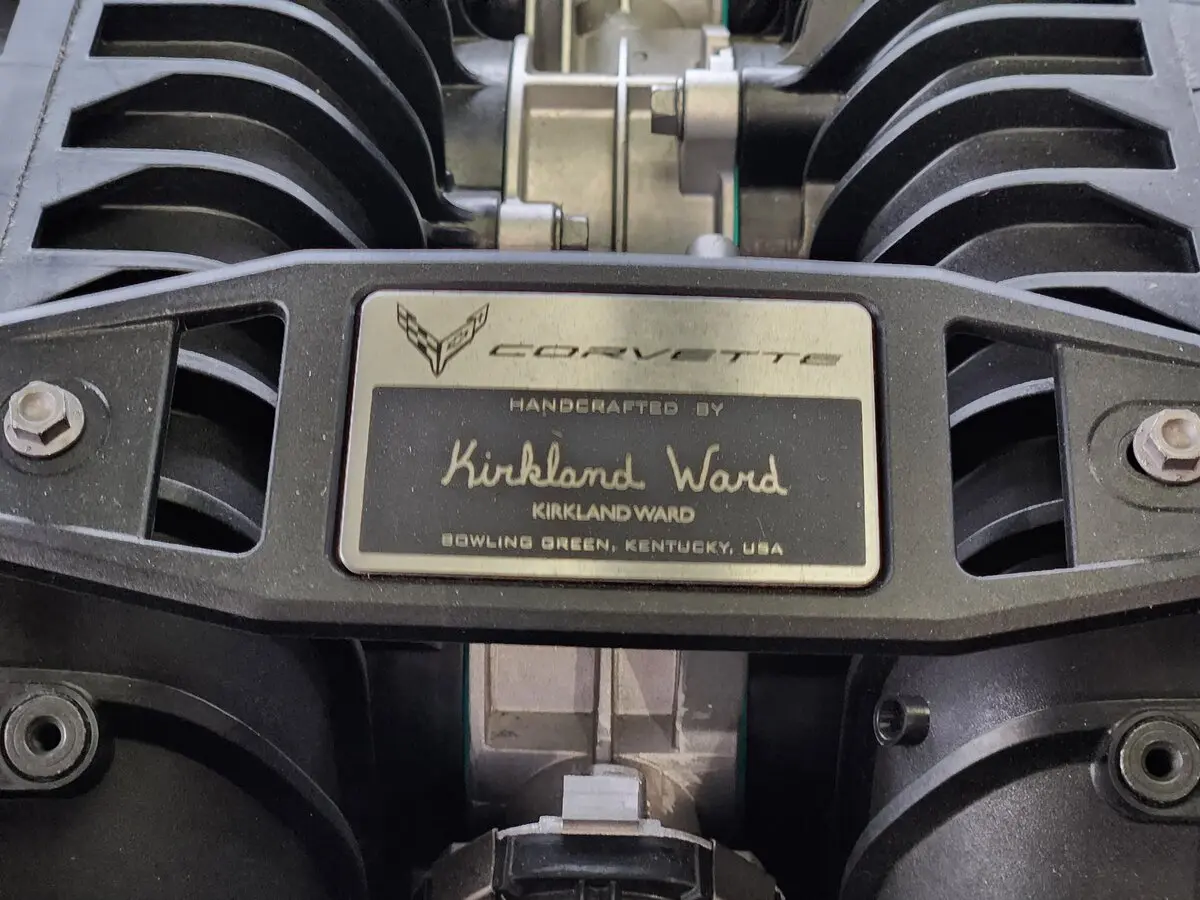 CORVETTE
HANDCRAFTED BY
Kirkland Ward
KIRKLAND WARD
BOWLING GREEN, KENTUCKY, USA